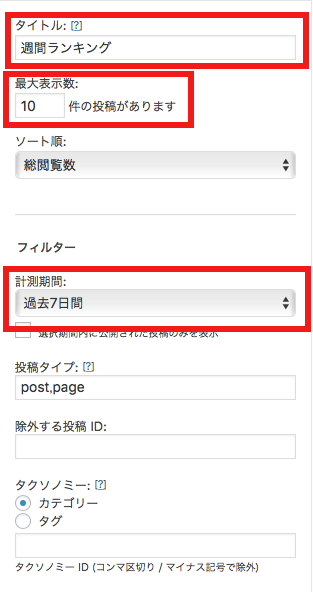 タイトル: [?]
週間ランキング
最大表示数:
10 件の投稿があります
ソート順:
総閲覧数
フィルター
計測期間:
過去7日間
選択期間内に公開された投稿のみを表示
投稿タイプ: [?]
post,page
除外する投稿 ID:
タクソノミー: [?]
カテゴリー
タグ
タクソノミー ID (コンマ区切り / マイナス記号で除外)